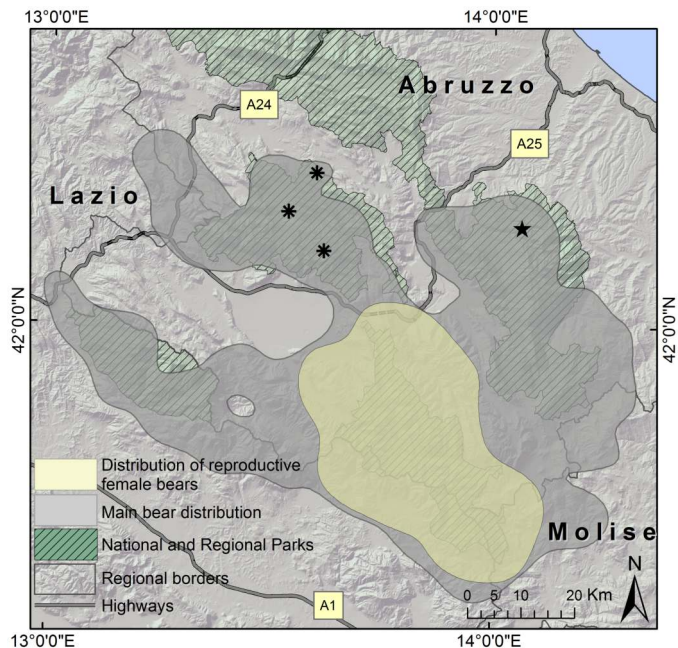 13°0'0"E
14°0'0"E
Abruzzo
A24
A25
Lazio
42°0'0"N
42°0'0"N
Distribution of reproductive
female bears
Main bear distribution
National and Regional Parks
Regional borders
Highways
Molise
N
0 5 10 20 Km
A1
13°0'0"E
14°0'0"E